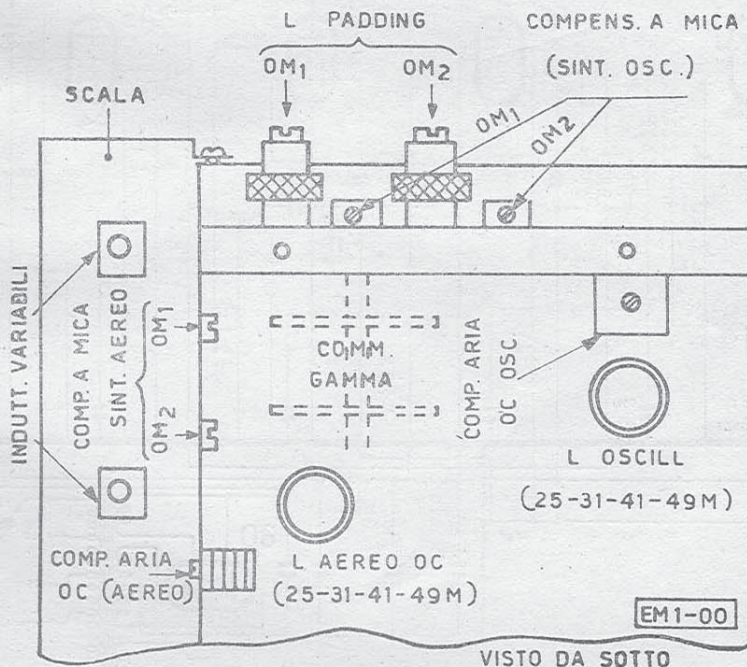 L PADDING
COMPENS. A MICA
(SINT. OSC.)
OM1
OM2
OM1
OM2
SCALA
INDUTT. VARIABILI
COMP. A MICA
SINT. AEREO
OM1
OM2
COMM.
GAMMA
COMP. ARIA
OC OSC.
L OSCILL
(25-31-41-49M)
COMP. ARIA
OC (AEREO)
L AEREO OC
(25-31-41-49M)
EM1-00
VISTO DA SOTTO